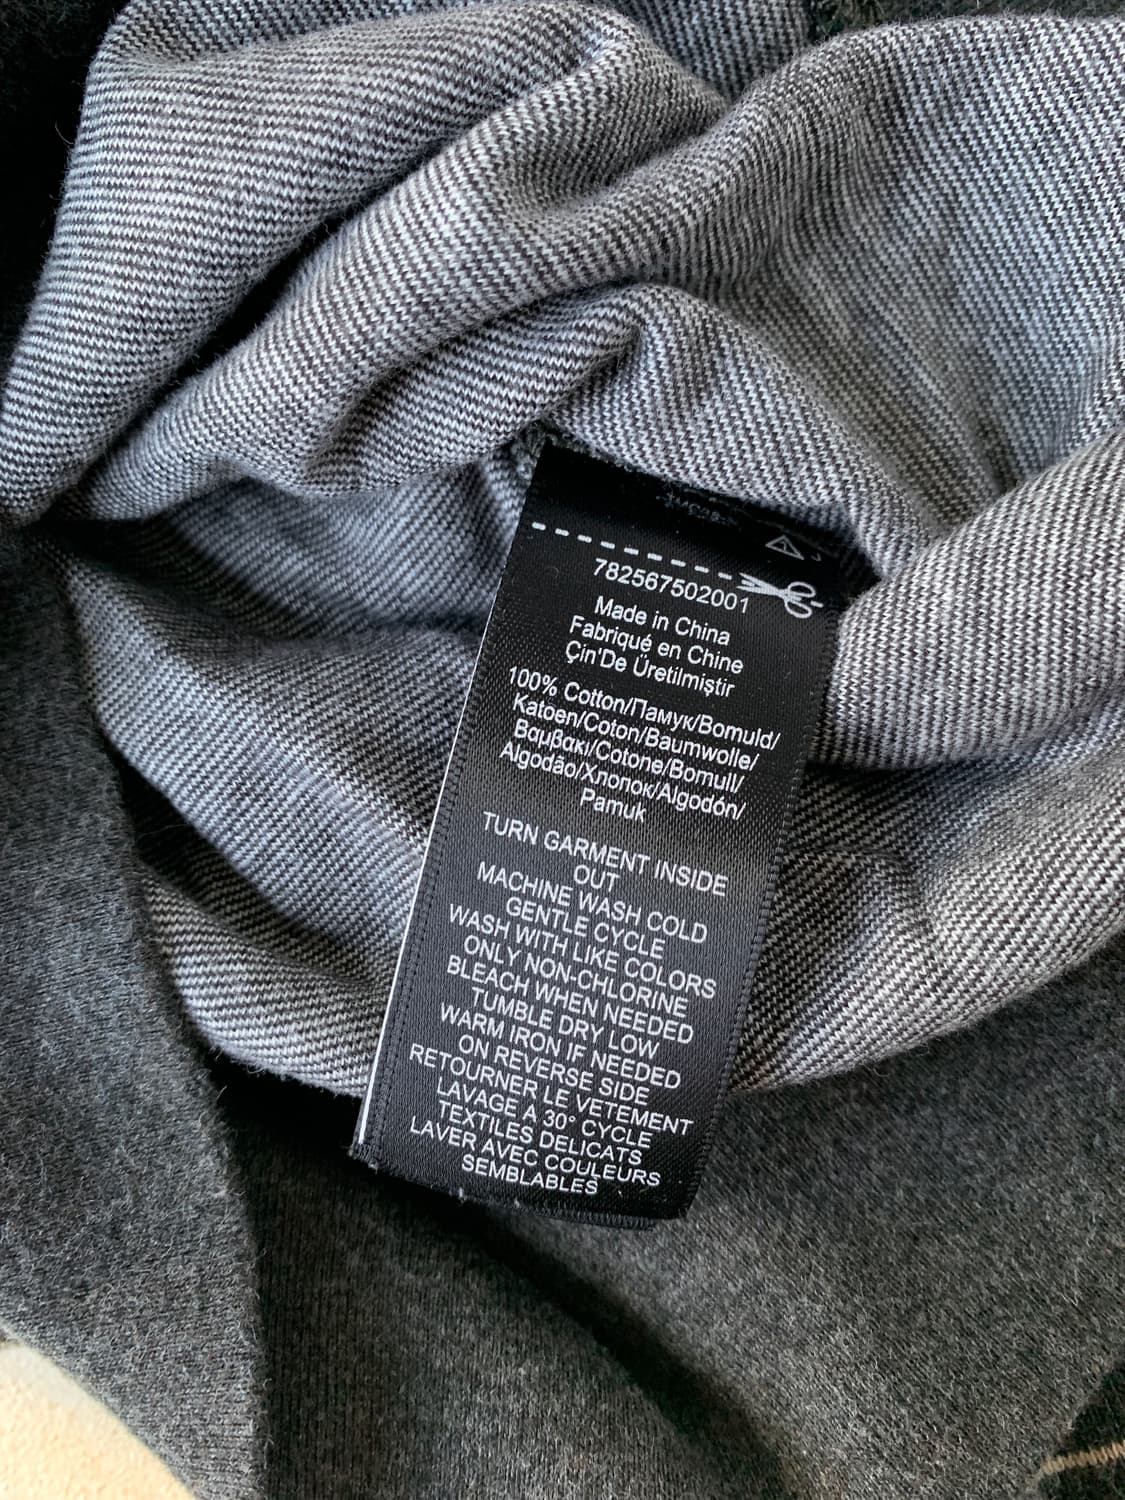 782567502001
Made in China
Fabriqué en Chine
Çin'De Üretilmiştir
100% Cotton/Памук/Bomuld/
Katoen/Coton/Baumwolle/
Βαμβακι/Cotone/Bomull/
Algodão/Хлопок/Algodón/
Pamuk
TURN GARMENT INSIDE
OUT
MACHINE WASH COLD
GENTLE CYCLE
WASH WITH LIKE COLORS
ONLY NON-CHLORINE
BLEACH WHEN NEEDED
TUMBLE DRY LOW
WARM IRON IF NEEDED
ON REVERSE SIDE
RETOURNER LE VETEMENT
LAVAGE A 30° CYCLE
TEXTILES DELICATS
LAVER AVEC COULEURS
SEMBLABLES